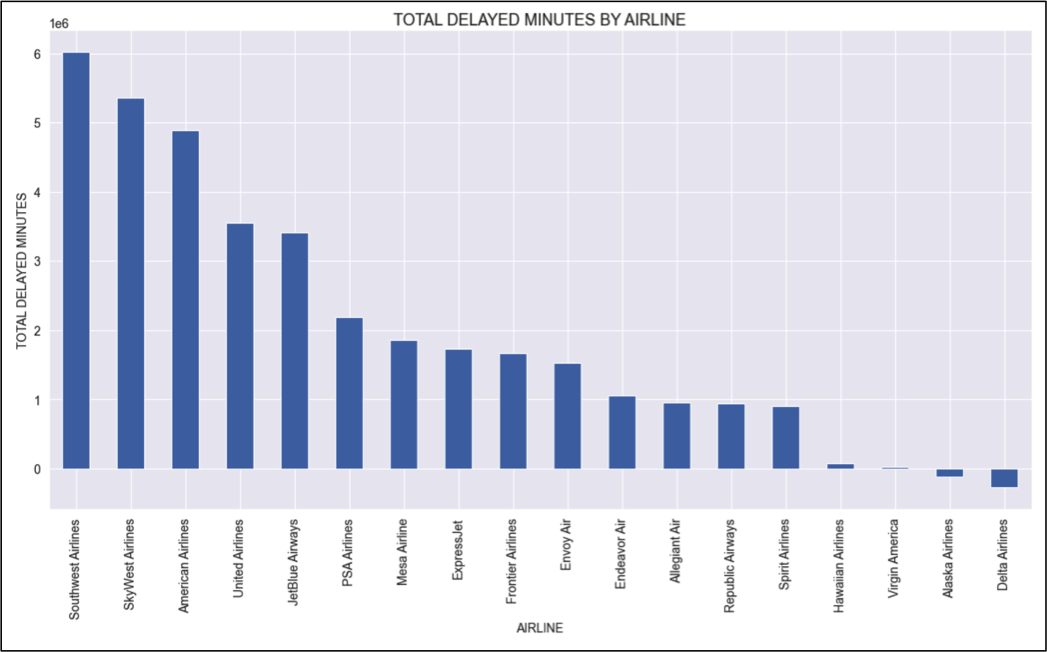 TOTAL DELAYED MINUTES BY AIRLINE
1e6
6
5
4
3
2
1
0
TOTAL DELAYED MINUTES
Southwest Airlines
SkyWest Airlines
American Airlines
United Airlines
JetBlue Airways
PSA Airlines
Mesa Airline
ExpressJet
Frontier Airlines
Envoy Air
Endeavor Air
Allegiant Air
Republic Airways
Spirit Airlines
Hawaiian Airlines
Virgin America
Alaska Airlines
Delta Airlines
AIRLINE